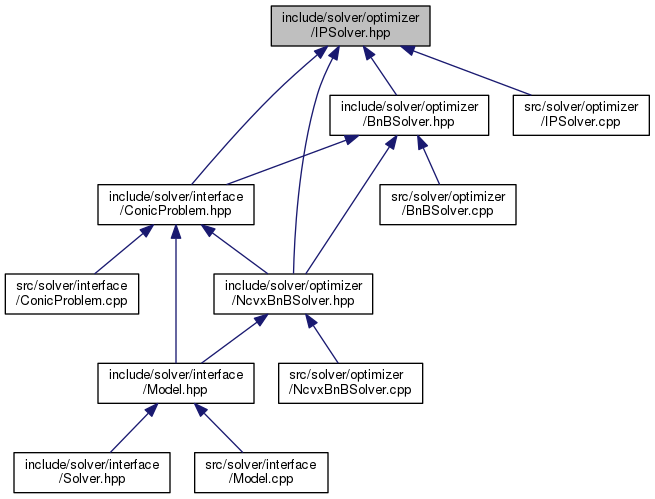 include/solver/optimizer
/IPSolver.hpp
include/solver/optimizer
/BnBSolver.hpp
src/solver/optimizer
/IPSolver.cpp
include/solver/interface
/ConicProblem.hpp
src/solver/optimizer
/BnBSolver.cpp
src/solver/interface
/ConicProblem.cpp
include/solver/optimizer
/NcvxBnBSolver.hpp
include/solver/interface
/Model.hpp
src/solver/optimizer
/NcvxBnBSolver.cpp
include/solver/interface
/Solver.hpp
src/solver/interface
/Model.cpp